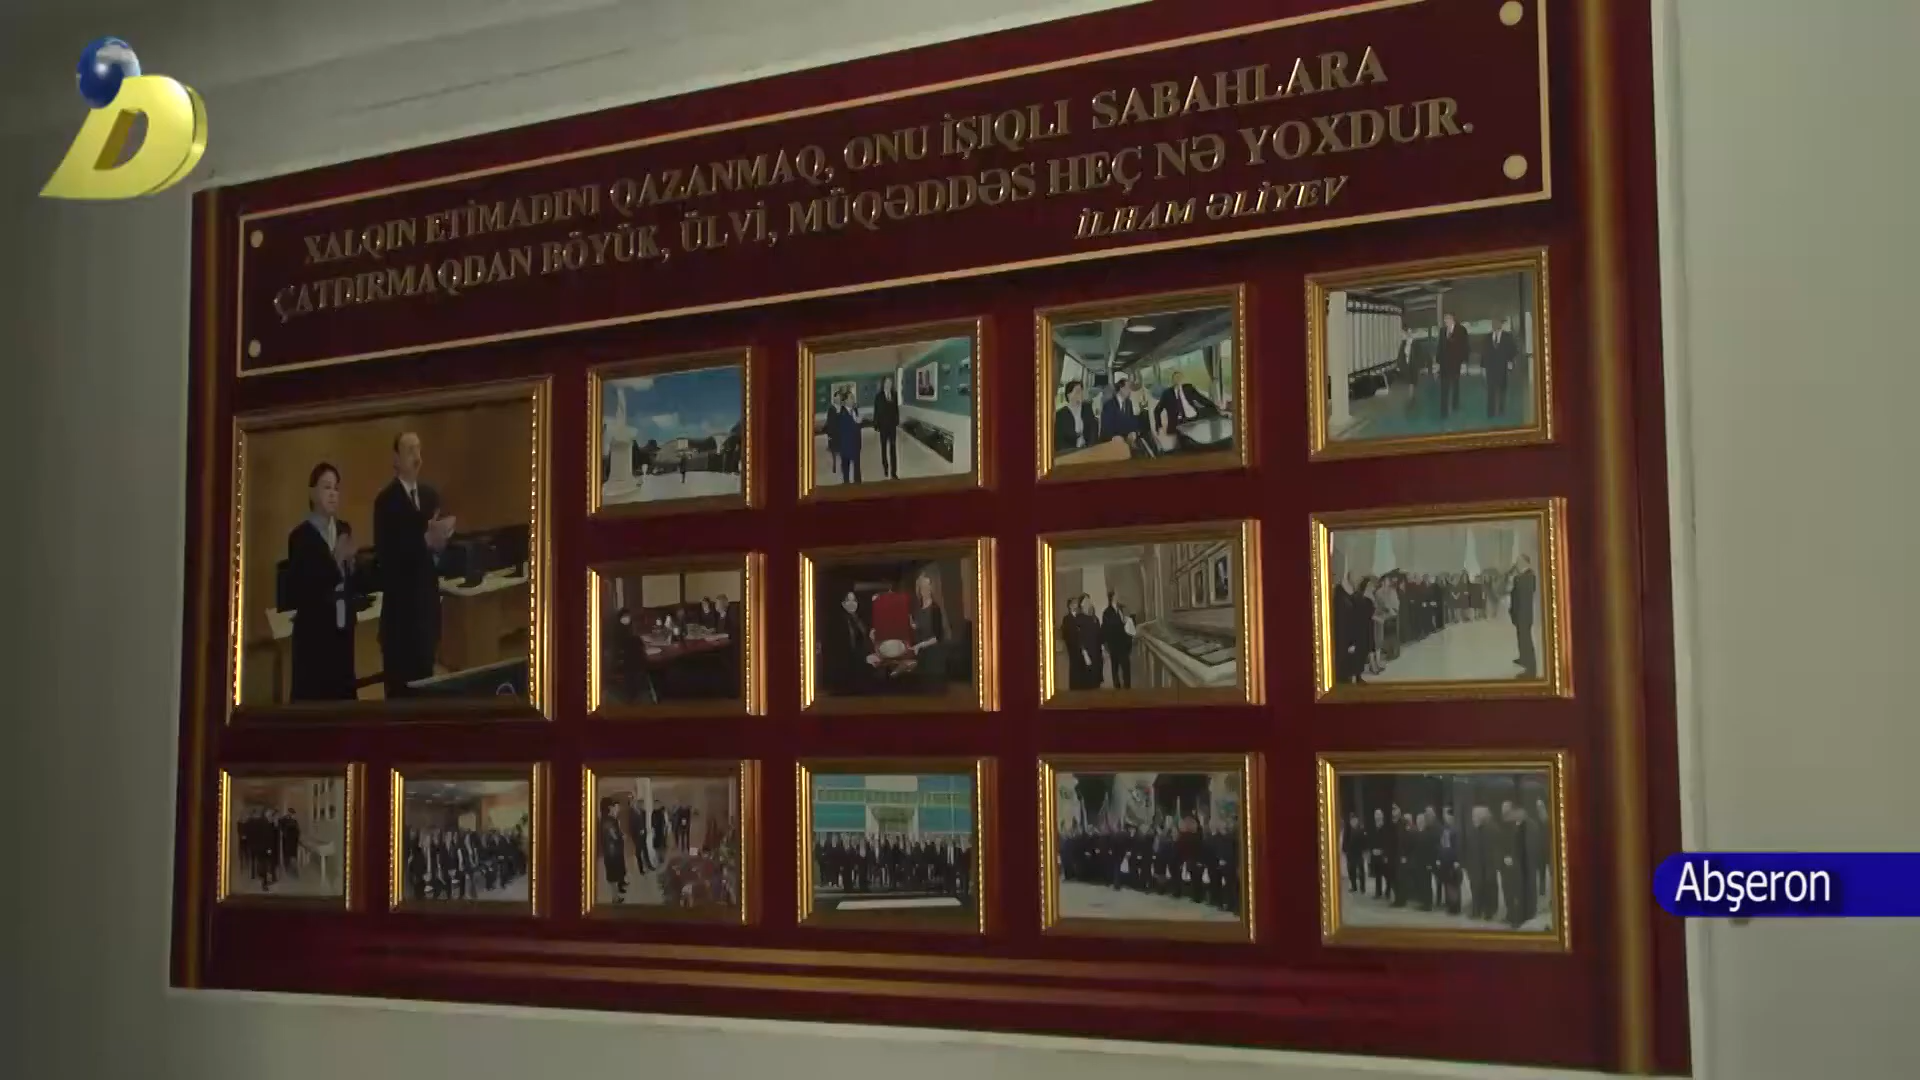 D
XALQIN ETİMADINI QAZANMAQ, ONU İŞIQLI SABAHLARA
ÇATDIRMAQDAN BÖYÜK, ÜLVİ, MÜQƏDDƏS HEÇ NƏ YOXDUR.
İLHAM ƏLİYEV
Abşeron